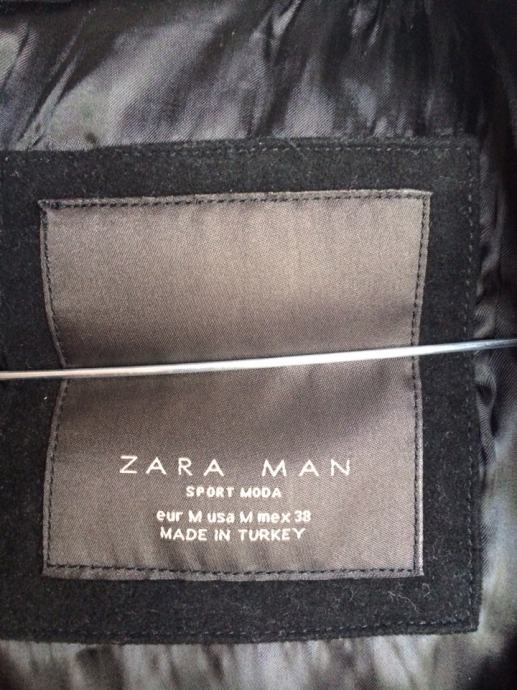 ZARA MAN
SPORT MODA
eur M usa M mex 38
MADE IN TURKEY